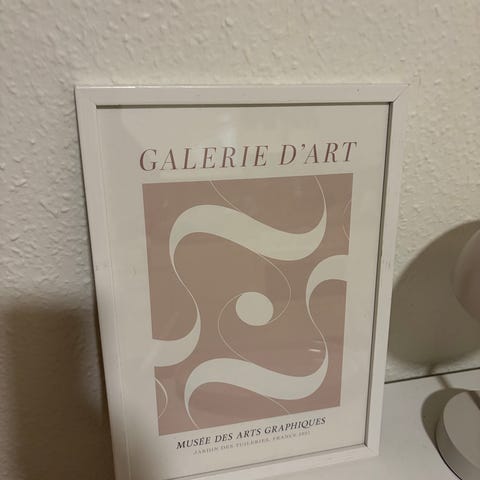 GALERIE D'ART
MUSÉE DES ARTS GRAPHIQUES
JARDIN DES TUILERIES, FRANCE